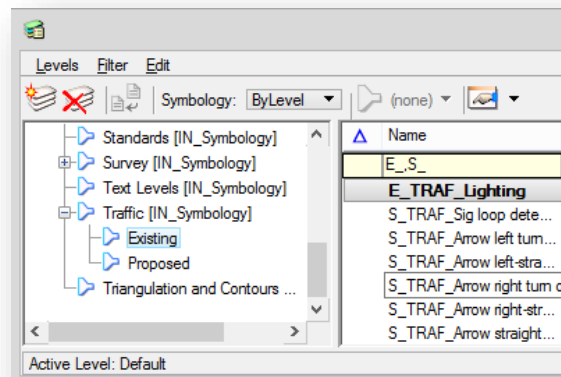 Levels Filter Edit
Symbology: ByLevel (none)
Standards [IN_Symbology]
Survey [IN_Symbology]
Text Levels [IN_Symbology]
Traffic [IN_Symbology]
Existing
Proposed
Triangulation and Contours ...
Name
E_,S_
E_TRAF_Lighting
S_TRAF_Sig loop dete...
S_TRAF_Arrow left turn...
S_TRAF_Arrow left-stra...
S_TRAF_Arrow right turn
S_TRAF_Arrow right-str...
S_TRAF_Arrow straight...
Active Level: Default